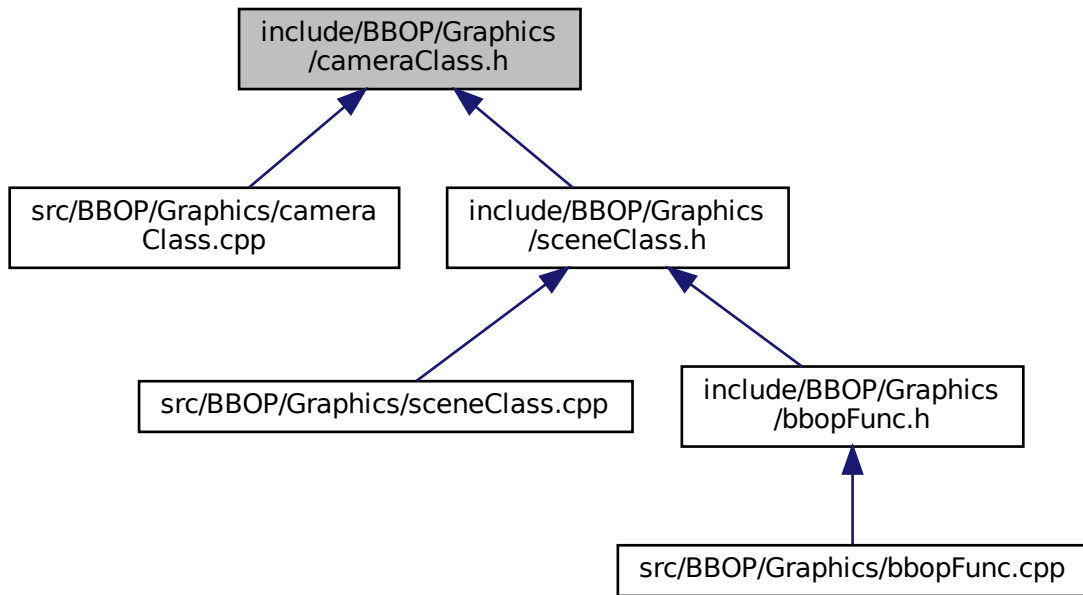 include/BBOP/Graphics
/cameraClass.h
src/BBOP/Graphics/camera
Class.cpp
include/BBOP/Graphics
/sceneClass.h
src/BBOP/Graphics/sceneClass.cpp
include/BBOP/Graphics
/bbopFunc.h
src/BBOP/Graphics/bbopFunc.cpp